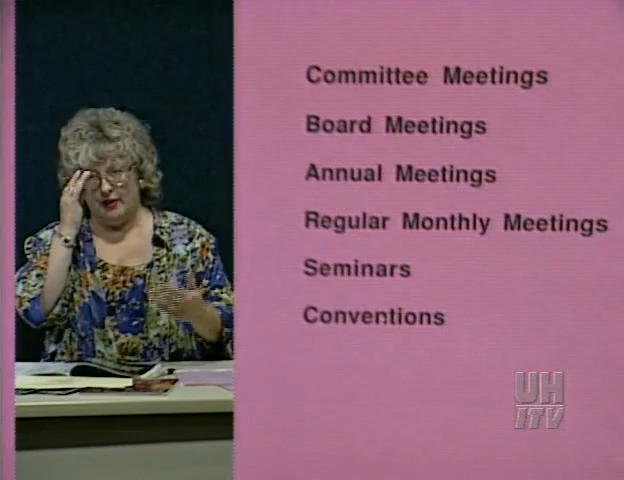 Committee Meetings
Board Meetings
Annual Meetings
Regular Monthly Meetings
Seminars
Conventions
UH
ITV